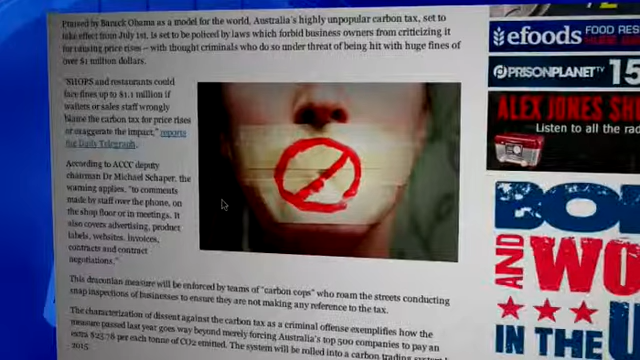 Praised by Barack Obama as a model for the world, Australia's highly unpopular carbon tax, set to
take effect from July 1st, is set to be policed by laws which forbid business owners from criticizing it
for raising price rises – with thought criminals who do so under threat of being hit with huge fines of
over $1 million dollars.
"SHOPS and restaurants could
face fines up to $1.1 million if
waiters or sales staff wrongly
blame the carbon tax for price rises
or exaggerate the impact," reports
the Daily Telegraph.
According to ACCC deputy
chairman Dr Michael Schaper, the
warning applies, "to comments
made by staff over the phone, on
the shop floor or in meetings. It
also covers advertising, product
labels, websites, invoices,
contracts and contract
negotiations."
This draconian measure will be enforced by teams of "carbon cops" who roam the streets conducting
snap inspections of businesses to ensure they are not making any reference to the tax.
The characterization of dissent against the carbon tax as a criminal offense exemplifies how the
measure passed last year goes way beyond merely forcing Australia's top 500 companies to pay an
extra $23.78 per each tonne of CO2 emitted. The system will be rolled into a carbon trading
2015.
efoods FOOD RES
PRISONPLANET TV 15
ALEX JONES SH
Listen to all the rad
BO
AND WO
IN THE U